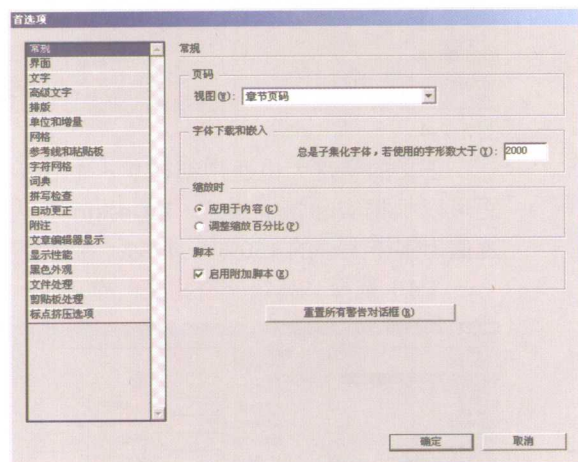 首选项
常规
界面
文字
高级文字
排版
单位和增量
网格
参考线和粘贴板
字符网格
词典
拼写检查
自动更正
附注
文章编辑器显示
显示性能
黑色外观
文件处理
剪贴板处理
标点挤压选项
常规
页码
视图(V): 章节页码
字体下载和嵌入
总是子集化字体，若使用的字形数大于(Y): 2000
缩放时
应用于内容(C)
调整缩放百分比(P)
脚本
启用附加脚本(E)
重置所有警告对话框(R)
确定
取消